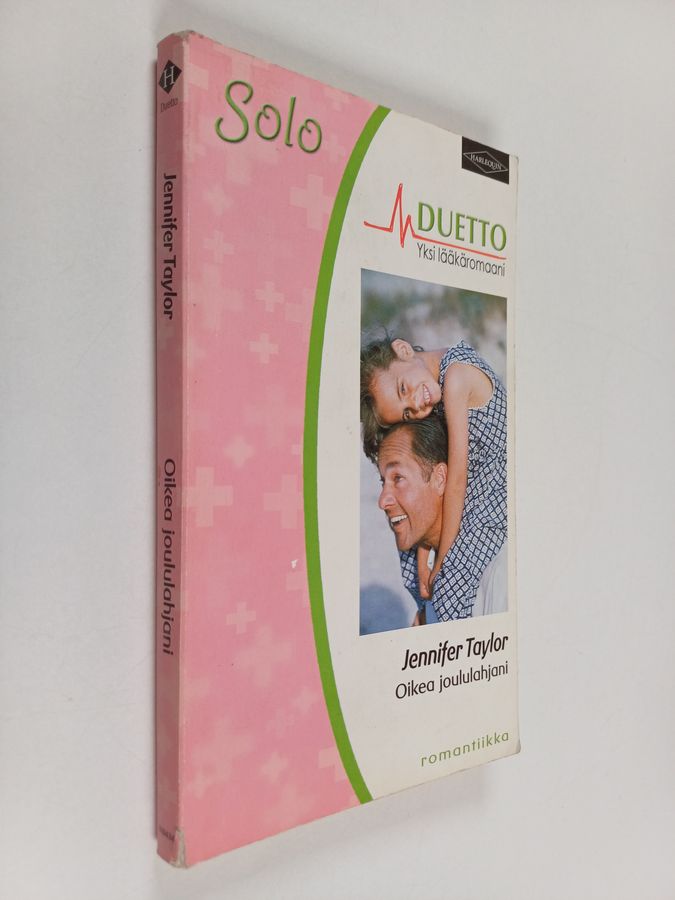 H
Duetto
Jennifer Taylor
Oikea joululahjani
Solo
HARLEQUIN
DUETTO
Yksi lääkäromaani
Jennifer Taylor
Oikea joululahjani
romantiikka